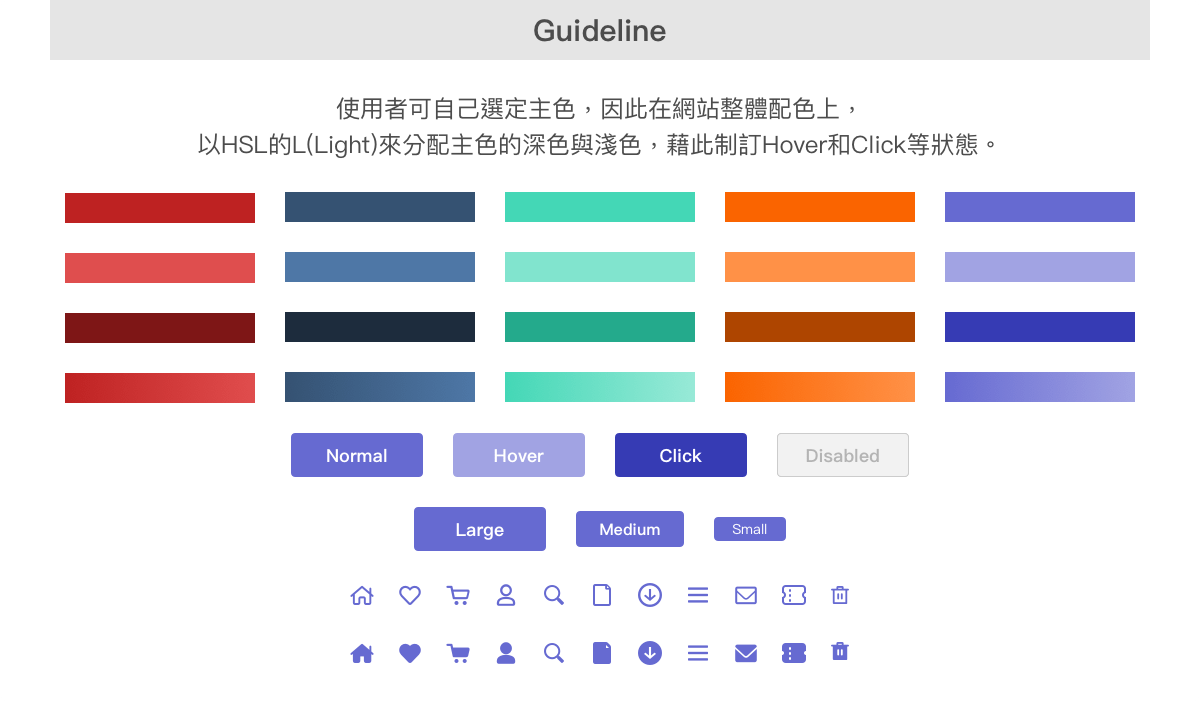 Guideline
使用者可自己選定主色，因此在網站整體配色上，
以HSL的L(Light)來分配主色的深色與淺色，藉此制訂Hover和Click等狀態。
Normal
Hover
Click
Disabled
Large
Medium
Small